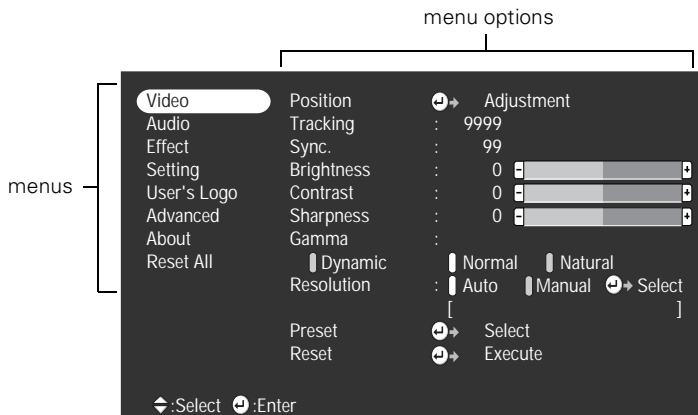 menu options
menus
Video Position Adjustment
Audio Tracking : 9999
Effect Sync. : 99
Setting Brightness : 0 - +
User's Logo Contrast : 0 - +
Advanced Sharpness : 0 - +
About Gamma :
Reset All Dynamic Normal Natural
Resolution : Auto Manual Select
[ ]
Preset Select
Reset Execute
:Select :Enter